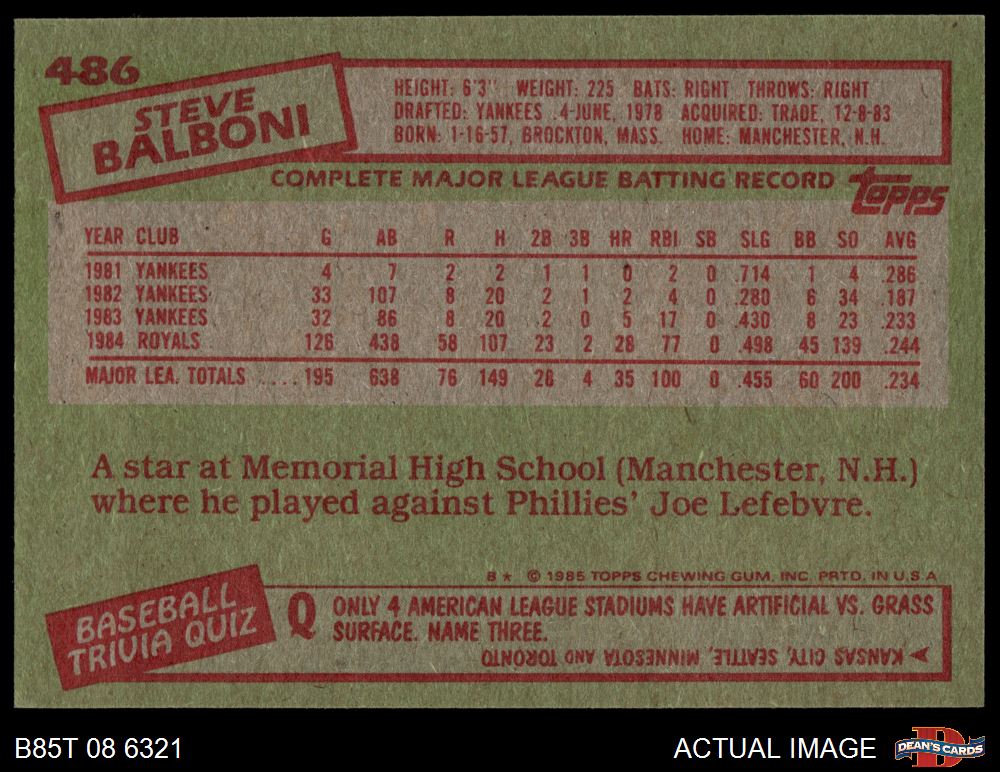 486
STEVE
BALBONI
HEIGHT: 6'3" WEIGHT: 225 BATS: RIGHT THROWS: RIGHT
DRAFTED: YANKEES .4-JUNE, 1978 ACQUIRED: TRADE, 12-8-83
BORN: 1-16-57, BROCKTON, MASS. HOME: MANCHESTER, N.H.
COMPLETE MAJOR LEAGUE BATTING RECORD topps
YEAR CLUB G AB R H 2B 3B HR RBI SB SLG BB SO AVG
1981 YANKEES 4 7 2 2 1 1 0 2 0 .714 1 4 .286
1982 YANKEES 33 107 8 20 2 1 2 4 0 .280 6 34 .187
1983 YANKEES 32 86 8 20 .2 0 5 17 0 .430 8 23 .233
1984 ROYALS 126 438 58 107 23 2 28 77 0 .498 45 139 .244
MAJOR LEA. TOTALS .... 195 638 76 149 28 4 35 100 0 .455 60 200 .234
A star at Memorial High School (Manchester, N.H.)
where he played against Phillies' Joe Lefebvre.
B* © 1985 TOPPS CHEWING GUM, INC. PRTD. IN U.S.A
BASEBALL
TRIVIA QUIZ
Q ONLY 4 AMERICAN LEAGUE STADIUMS HAVE ARTIFICIAL VS. GRASS
SURFACE. NAME THREE.
KANSAS CITY, SEATTLE, MINNESOTA AND TORONTO
B85T 08 6321
ACTUAL IMAGE
DEAN'S CARDS